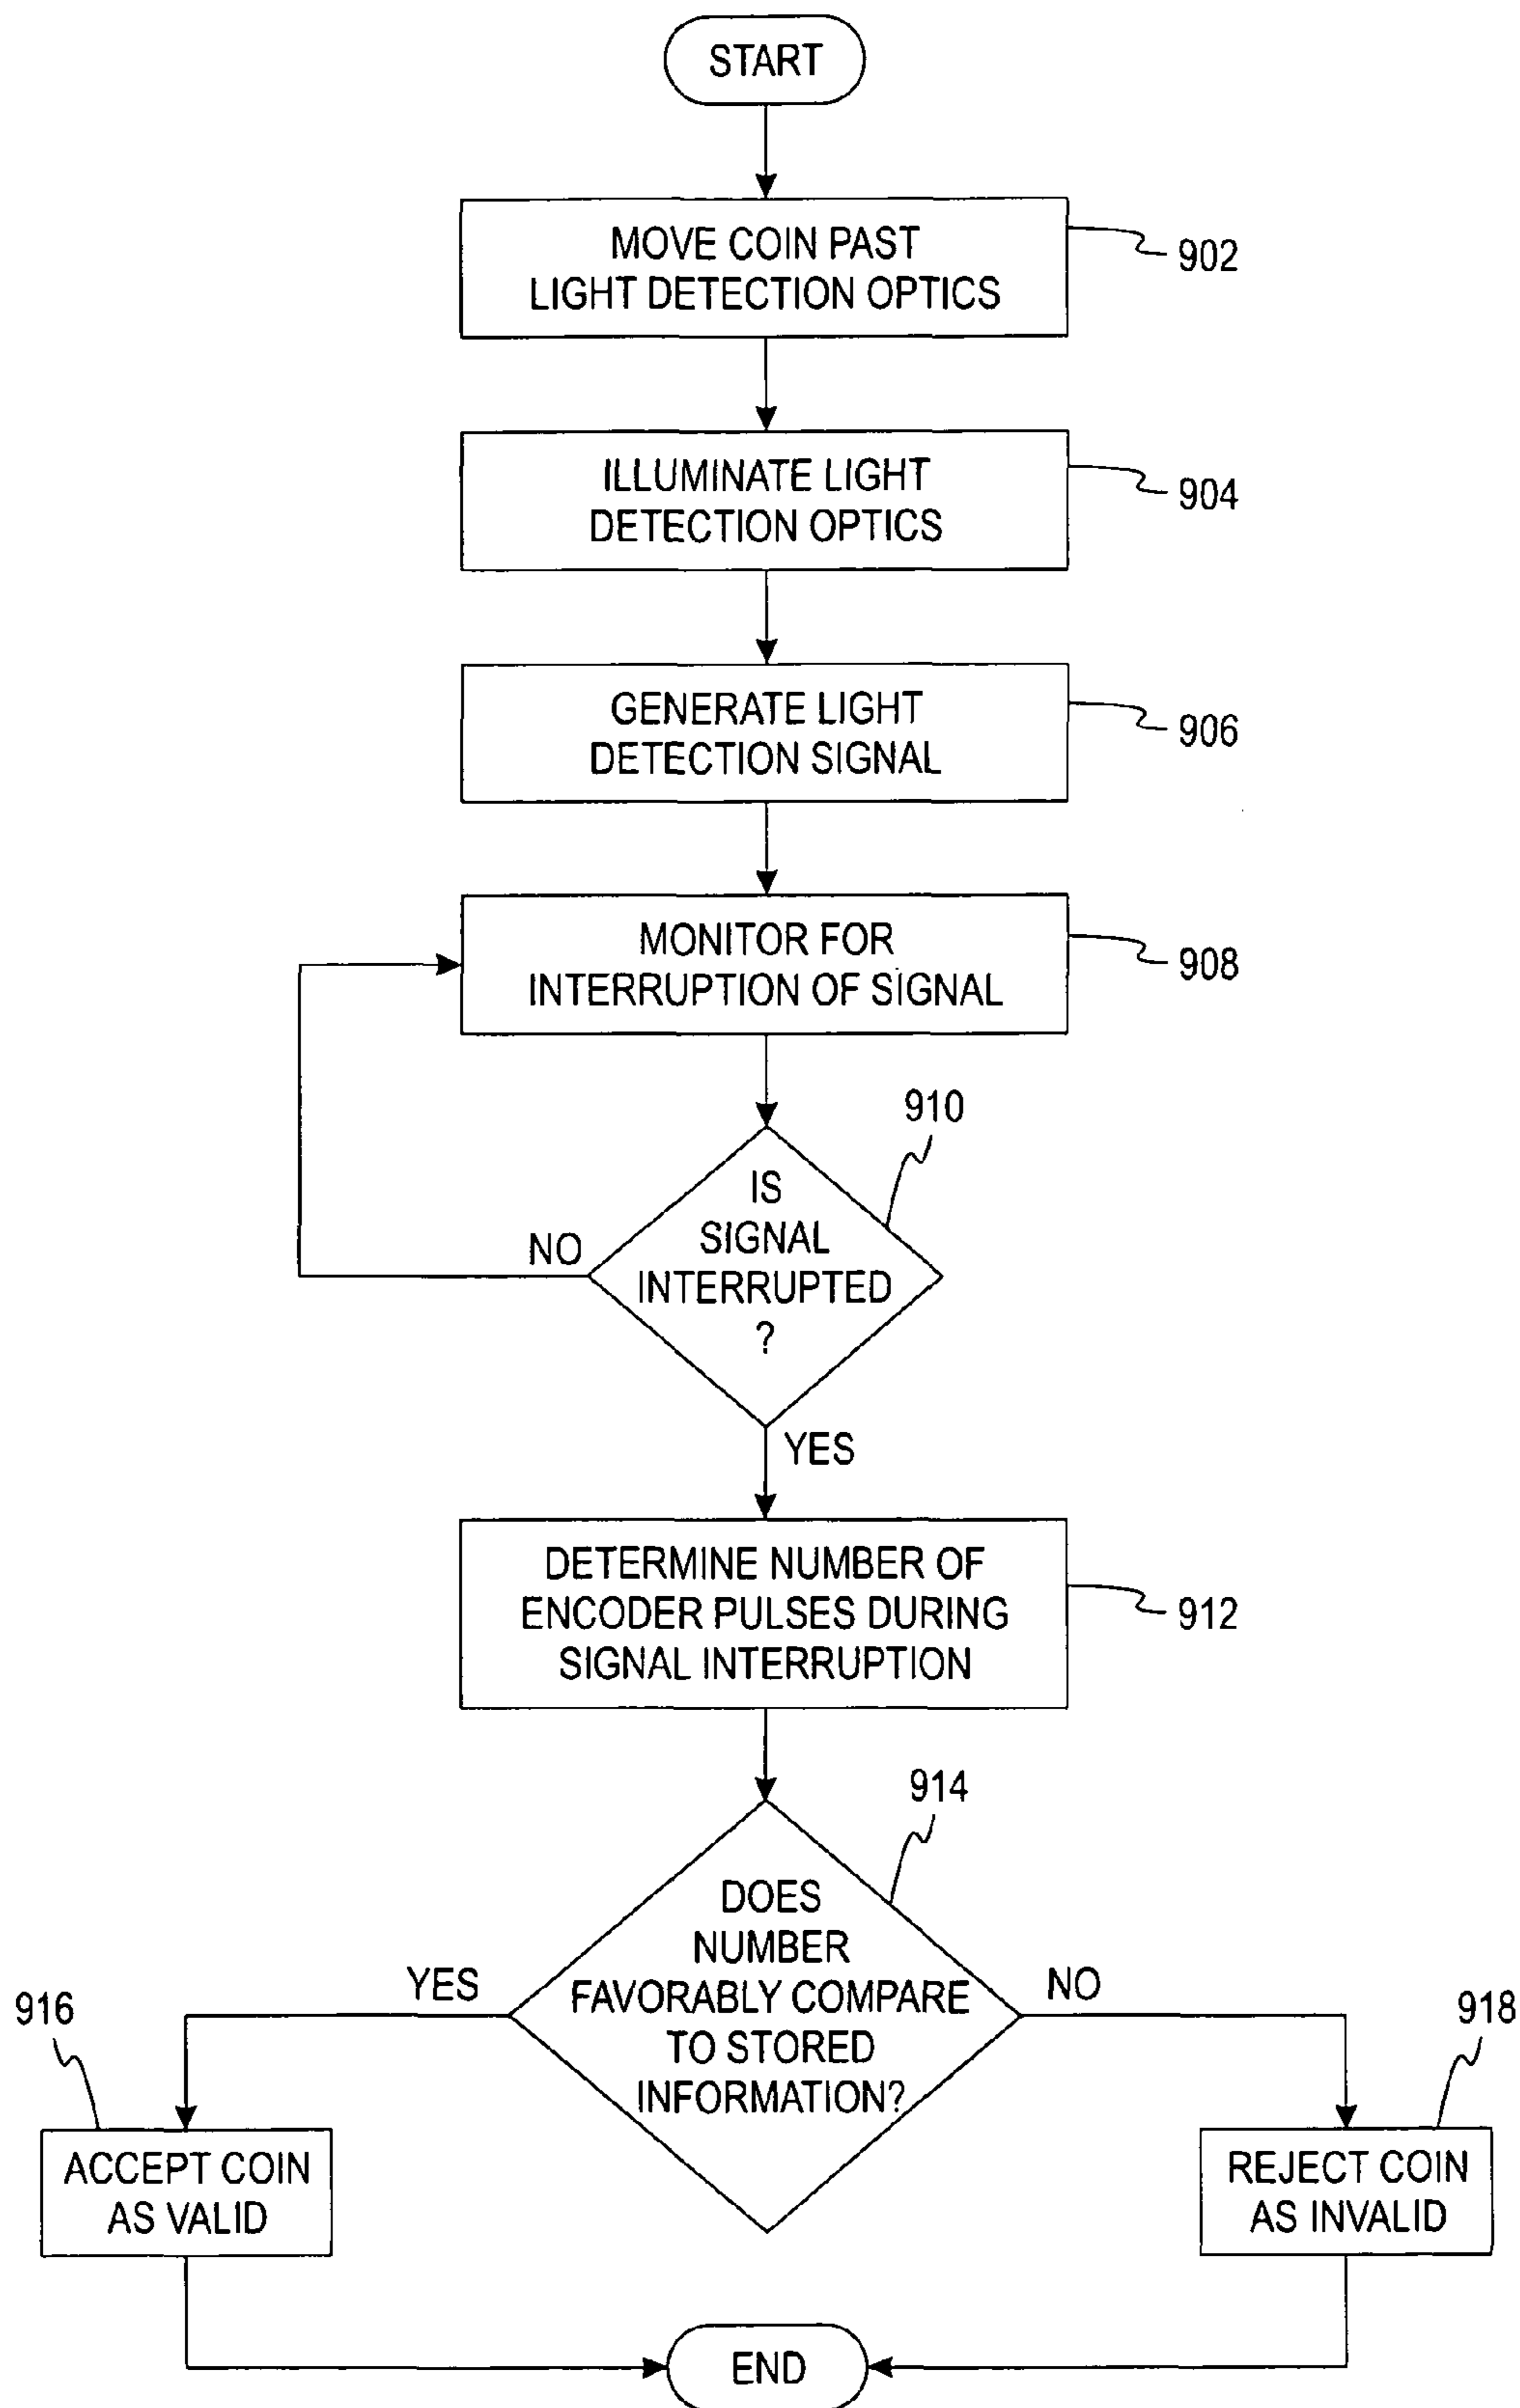 START
MOVE COIN PAST
LIGHT DETECTION OPTICS
902
ILLUMINATE LIGHT
DETECTION OPTICS
904
GENERATE LIGHT
DETECTION SIGNAL
906
MONITOR FOR
INTERRUPTION OF SIGNAL
908
910
IS
SIGNAL
INTERRUPTED
?
NO
YES
DETERMINE NUMBER OF
ENCODER PULSES DURING
SIGNAL INTERRUPTION
912
914
DOES
NUMBER
FAVORABLY COMPARE
TO STORED
INFORMATION?
YES
NO
916
ACCEPT COIN
AS VALID
918
REJECT COIN
AS INVALID
END